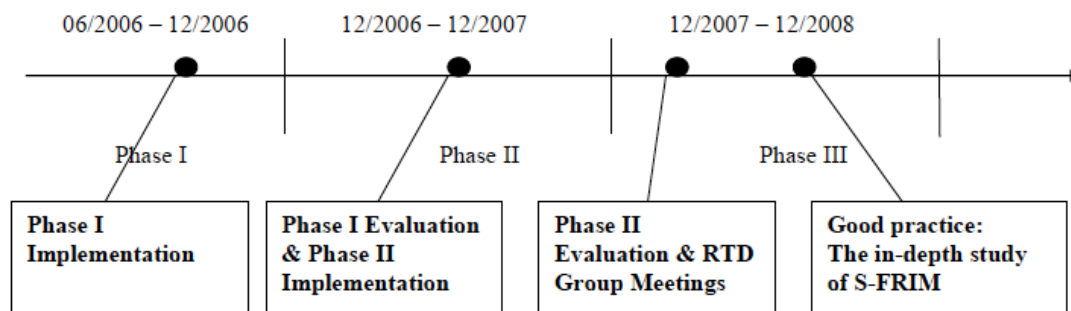 06/2006 – 12/2006
12/2006 – 12/2007
12/2007 – 12/2008
Phase I
Phase II
Phase III
Phase I
Implementation
Phase I Evaluation
& Phase II
Implementation
Phase II
Evaluation & RTD
Group Meetings
Good practice:
The in-depth study
of S-FRIM